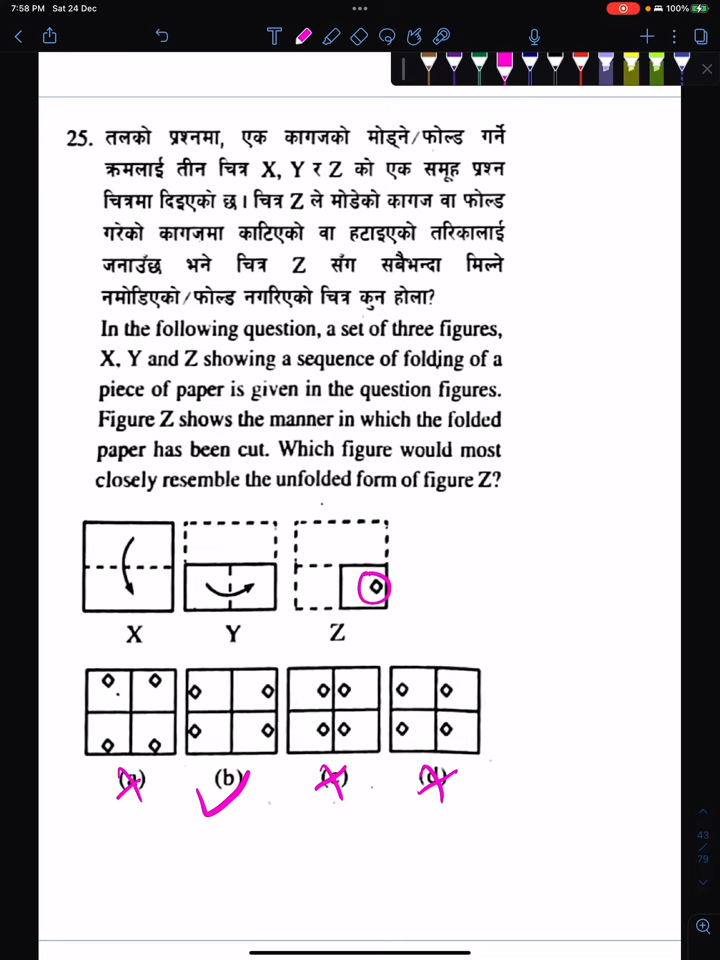 7:58 PM Sat 24 Dec
100%
25. तलको प्रश्नमा, एक कागजको मोड्ने/फोल्ड गर्ने
क्रमलाई तीन चित्र X, Y र Z को एक समूह प्रश्न
चित्रमा दिइएको छ। चित्र Z ले मोडेको कागज वा फोल्ड
गरेको कागजमा काटिएको वा हटाइएको तरिकालाई
जनाउँछ भने चित्र Z सँग सबैभन्दा मिल्ने
नमोडिएको/फोल्ड नगरिएको चित्र कुन होला?
In the following question, a set of three figures,
X, Y and Z showing a sequence of folding of a
piece of paper is given in the question figures.
Figure Z shows the manner in which the folded
paper has been cut. Which figure would most
closely resemble the unfolded form of figure Z?
X Y Z
(a) (b) (c) (d)
43
/
79